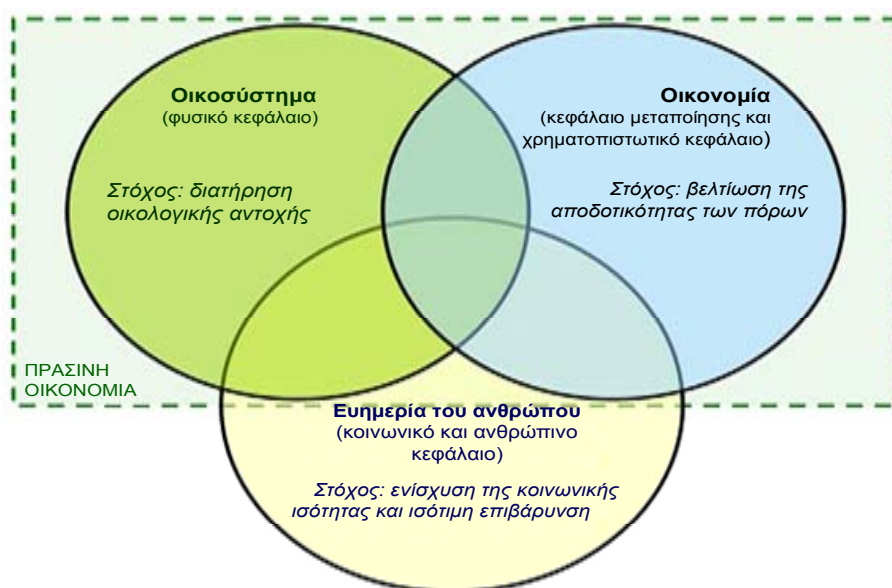 Οικοσύστημα
(φυσικό κεφάλαιο)
Στόχος: διατήρηση
οικολογικής αντοχής
Οικονομία
(κεφάλαιο μεταποίησης και
χρηματοπιστωτικό κεφάλαιο)
Στόχος: βελτίωση της
αποδοτικότητας των πόρων
ΠΡΑΣΙΝΗ
ΟΙΚΟΝΟΜΙΑ
Ευημερία του ανθρώπου
(κοινωνικό και ανθρώπινο
κεφάλαιο)
Στόχος: ενίσχυση της κοινωνικής
ισότητας και ισότιμη επιβάρυνση